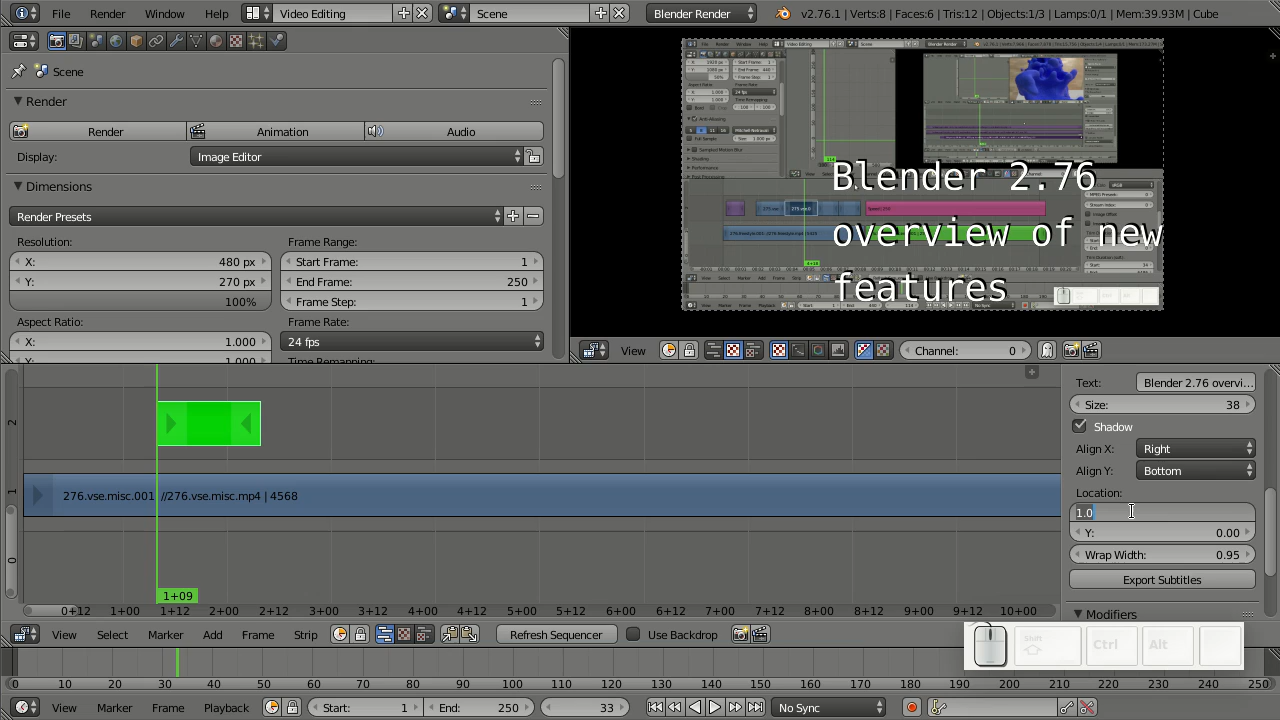 File Render Window Help Video Editing Scene Blender Render v2.76.1 | Verts:8 | Faces:6 | Tris:12 | Objects:1/3 | Lamps:0/1 | Mem:39.93M | Cube
Scene
Render
Render Animation Audio
Display: Image Editor
Dimensions
Render Presets
Frame Range:
X: 480 px Start Frame: 1
Y: 270 px End Frame: 250
100% Frame Step: 1
Aspect Ratio: Frame Rate:
X: 1.000 24 fps
Y: 1.000 Time Remapping:
Blender 2.76
overview of new
features
View Channel: 0
Text: Blender 2.76 overvi...
Size: 38
Shadow
Align X: Right
Align Y: Bottom
Location:
1.0
Y: 0.00
Wrap Width: 0.95
Export Subtitles
Modifiers
2
1
0
276.vse.misc.001 //276.vse.misc.mp4 | 4568
1+09
0+12 1+00 1+12 2+00 2+12 3+00 3+12 4+00 4+12 5+00 5+12 6+00 6+12 7+00 7+12 8+00 8+12 9+00 9+12 10+00
View Select Marker Add Frame Strip Refresh Sequencer Use Backdrop
Shift Ctrl Alt
0 10 20 30 40 50 60 70 80 90 100 110 120 130 140 150 160 170 180 190 200 210 220 230 240 250
View Marker Frame Playback Start: 1 End: 250 33 No Sync